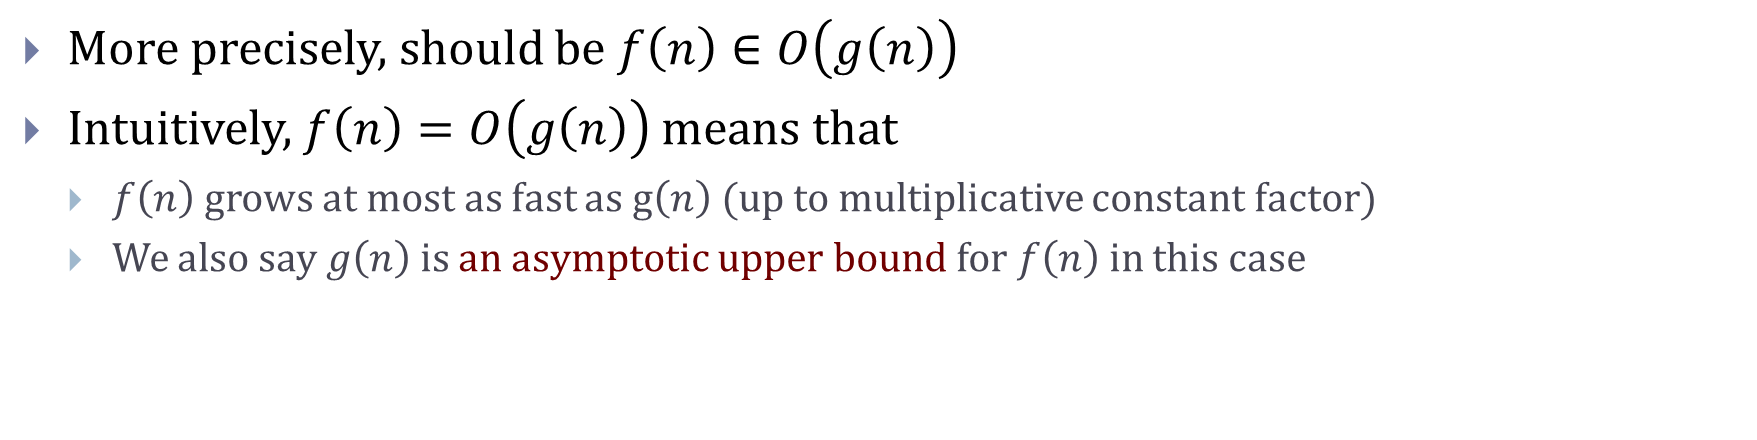 More precisely, should be f(n) ∈ O(g(n))
Intuitively, f(n) = O(g(n)) means that
f(n) grows at most as fast as g(n) (up to multiplicative constant factor)
We also say g(n) is an asymptotic upper bound for f(n) in this case